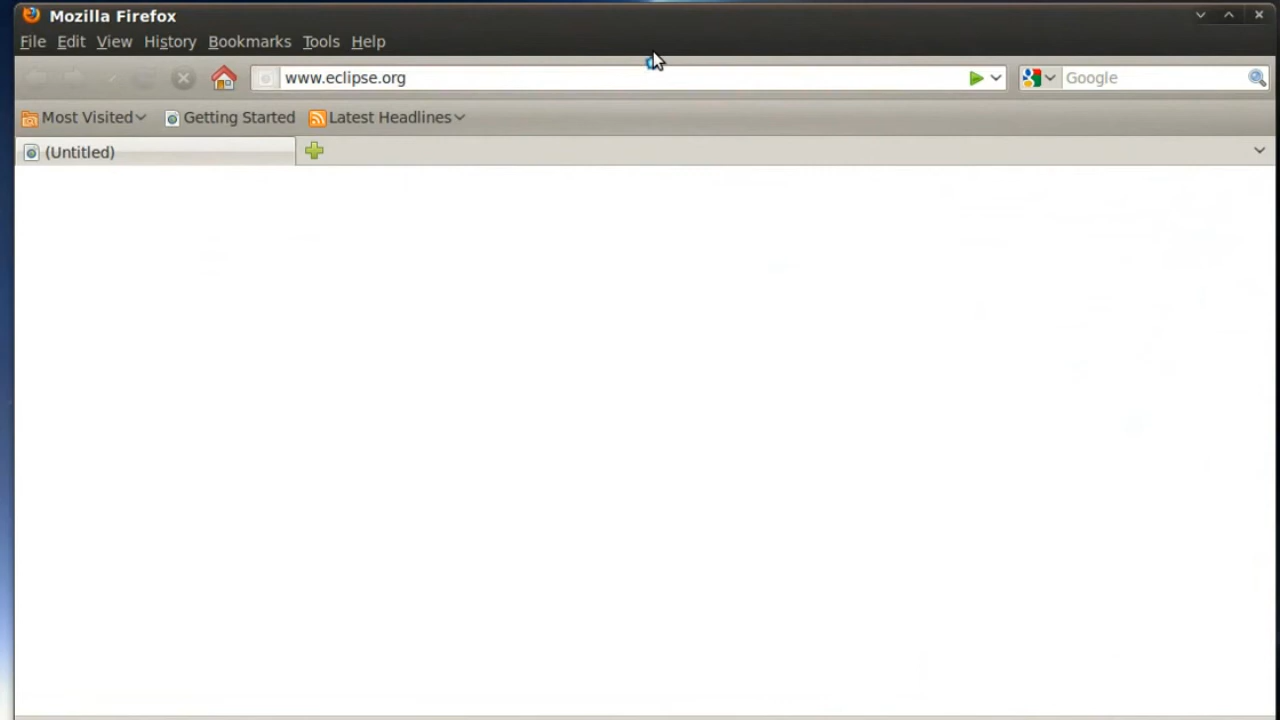 Mozilla Firefox
File Edit View History Bookmarks Tools Help
www.eclipse.org Google
Most Visited Getting Started Latest Headlines
(Untitled)